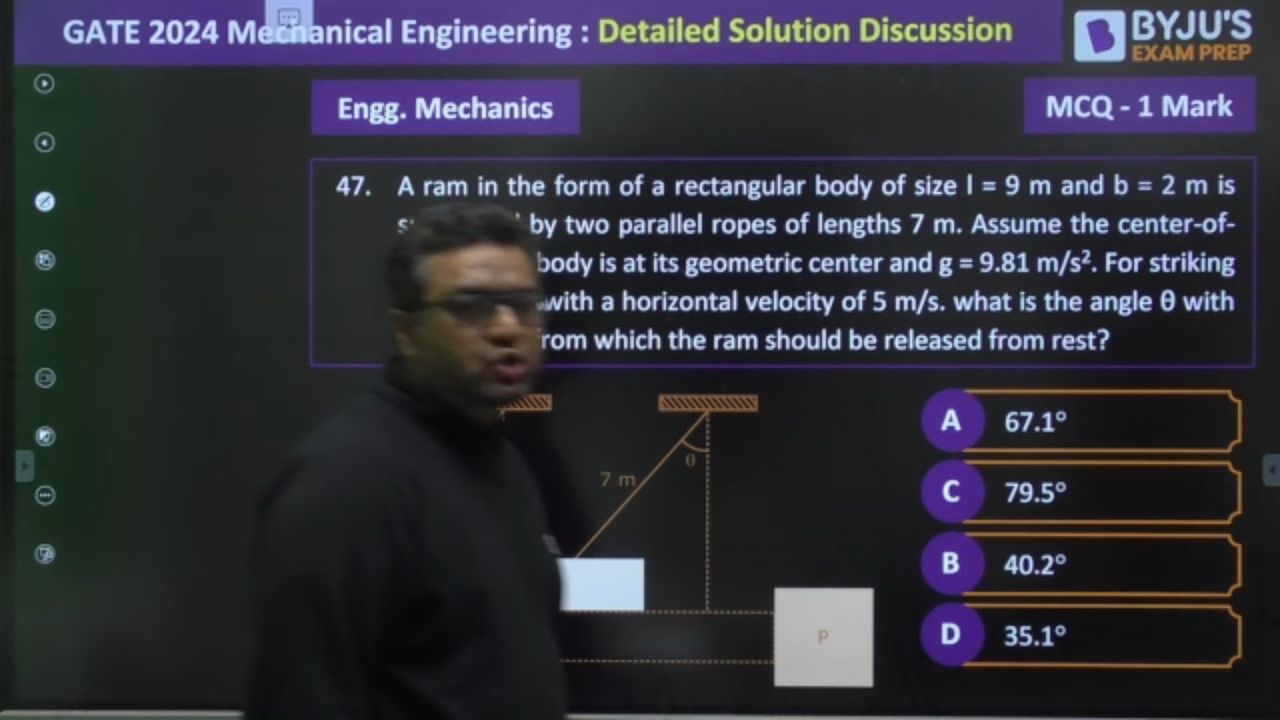 GATE 2024 Mechanical Engineering : Detailed Solution Discussion
BYJU'S
EXAM PREP
Engg. Mechanics
MCQ - 1 Mark
47. A ram in the form of a rectangular body of size l = 9 m and b = 2 m is
by two parallel ropes of lengths 7 m. Assume the center-of-
body is at its geometric center and g = 9.81 m/s². For striking
with a horizontal velocity of 5 m/s. what is the angle θ with
from which the ram should be released from rest?
A 67.1°
C 79.5°
B 40.2°
D 35.1°
θ
7 m
P